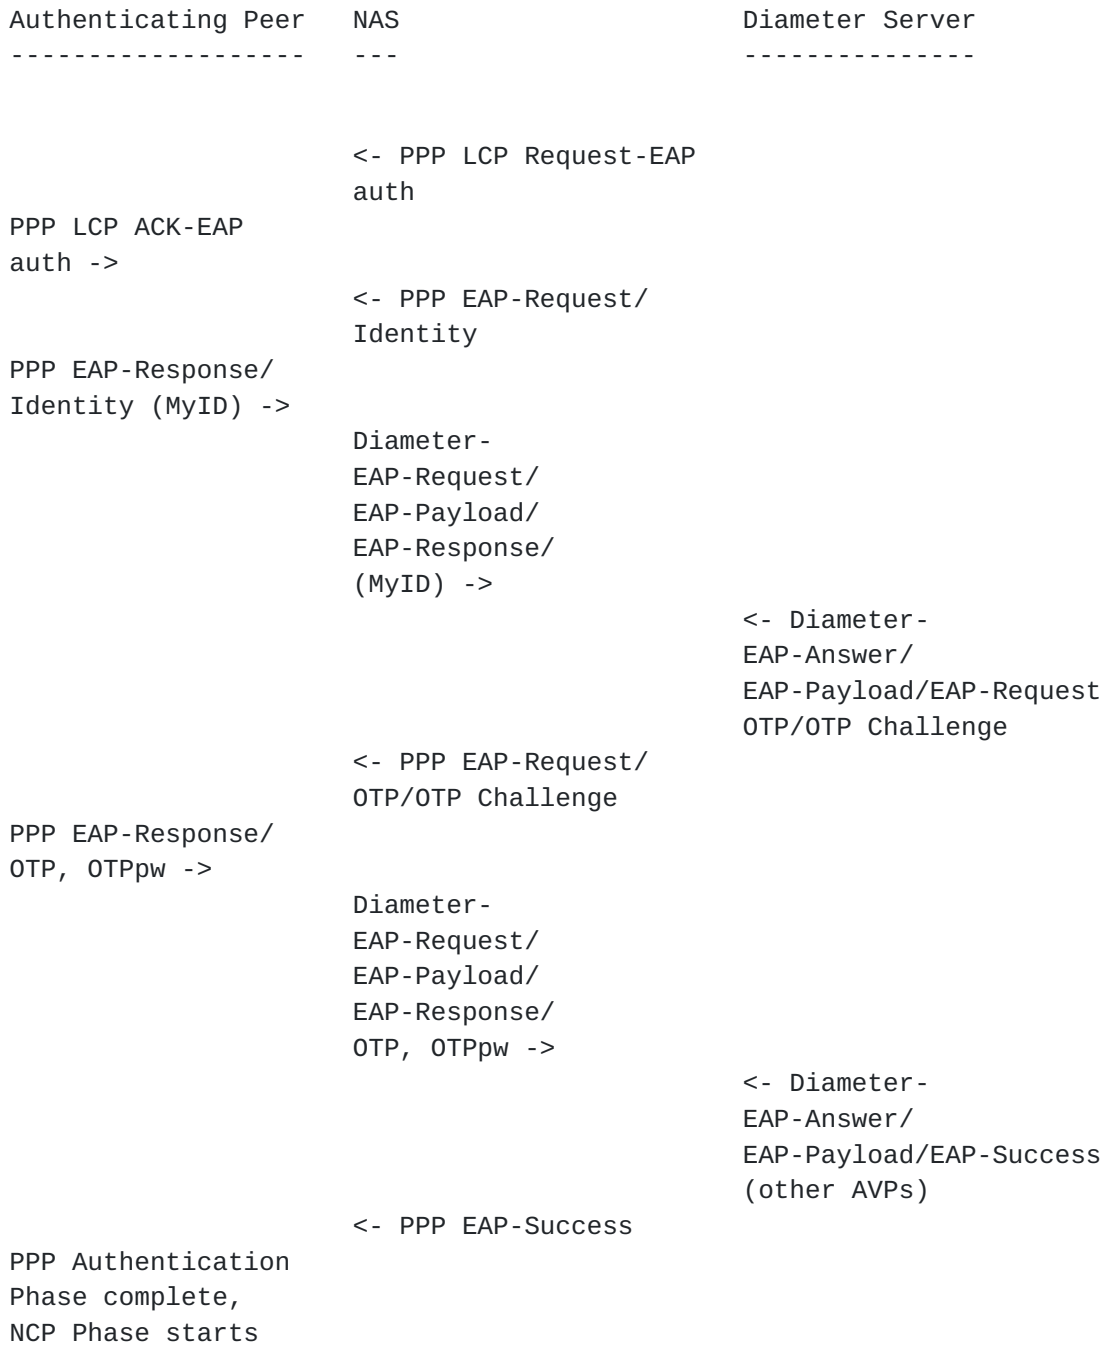 Authenticating Peer   NAS                      Diameter Server
-------------------   ---                      ---------------
                      <- PPP LCP Request-EAP
                      auth
PPP LCP ACK-EAP
auth ->
                      <- PPP EAP-Request/
                      Identity
PPP EAP-Response/
Identity (MyID) ->
                      Diameter-
                      EAP-Request/
                      EAP-Payload/
                      EAP-Response/
                      (MyID) ->
                                               <- Diameter-
                                               EAP-Answer/
                                               EAP-Payload/EAP-Request
                                               OTP/OTP Challenge
                      <- PPP EAP-Request/
                      OTP/OTP Challenge
PPP EAP-Response/
OTP, OTPpw ->
                      Diameter-
                      EAP-Request/
                      EAP-Payload/
                      EAP-Response/
                      OTP, OTPpw ->
                                               <- Diameter-
                                               EAP-Answer/
                                               EAP-Payload/EAP-Success
                                               (other AVPs)
                      <- PPP EAP-Success
PPP Authentication
Phase complete,
NCP Phase starts